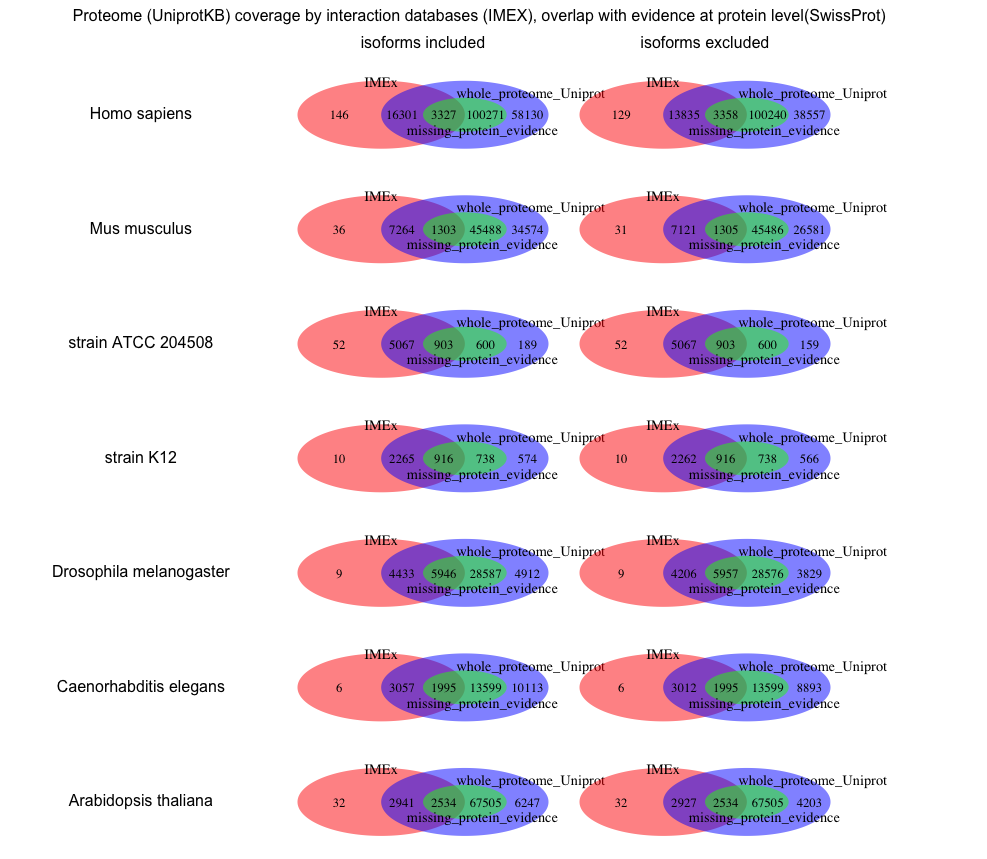 Proteome (UniprotKB) coverage by interaction databases (IMEX), overlap with evidence at protein level(SwissProt)
isoforms included isoforms excluded
IMEx IMEx
whole_proteome_Uniprot whole_proteome_Uniprot
Homo sapiens 146 16301 3327 100271 58130 129 13835 3358 100240 38557
missing_protein_evidence missing_protein_evidence
IMEx IMEx
whole_proteome_Uniprot whole_proteome_Uniprot
Mus musculus 36 7264 1303 45488 34574 31 7121 1305 45486 26581
missing_protein_evidence missing_protein_evidence
IMEx IMEx
whole_proteome_Uniprot whole_proteome_Uniprot
strain ATCC 204508 52 5067 903 600 189 52 5067 903 600 159
missing_protein_evidence missing_protein_evidence
IMEx IMEx
whole_proteome_Uniprot whole_proteome_Uniprot
strain K12 10 2265 916 738 574 10 2262 916 738 566
missing_protein_evidence missing_protein_evidence
IMEx IMEx
whole_proteome_Uniprot whole_proteome_Uniprot
Drosophila melanogaster 9 4433 5946 28587 4912 9 4206 5957 28576 3829
missing_protein_evidence missing_protein_evidence
IMEx IMEx
whole_proteome_Uniprot whole_proteome_Uniprot
Caenorhabditis elegans 6 3057 1995 13599 10113 6 3012 1995 13599 8893
missing_protein_evidence missing_protein_evidence
IMEx IMEx
whole_proteome_Uniprot whole_proteome_Uniprot
Arabidopsis thaliana 32 2941 2534 67505 6247 32 2927 2534 67505 4203
missing_protein_evidence missing_protein_evidence